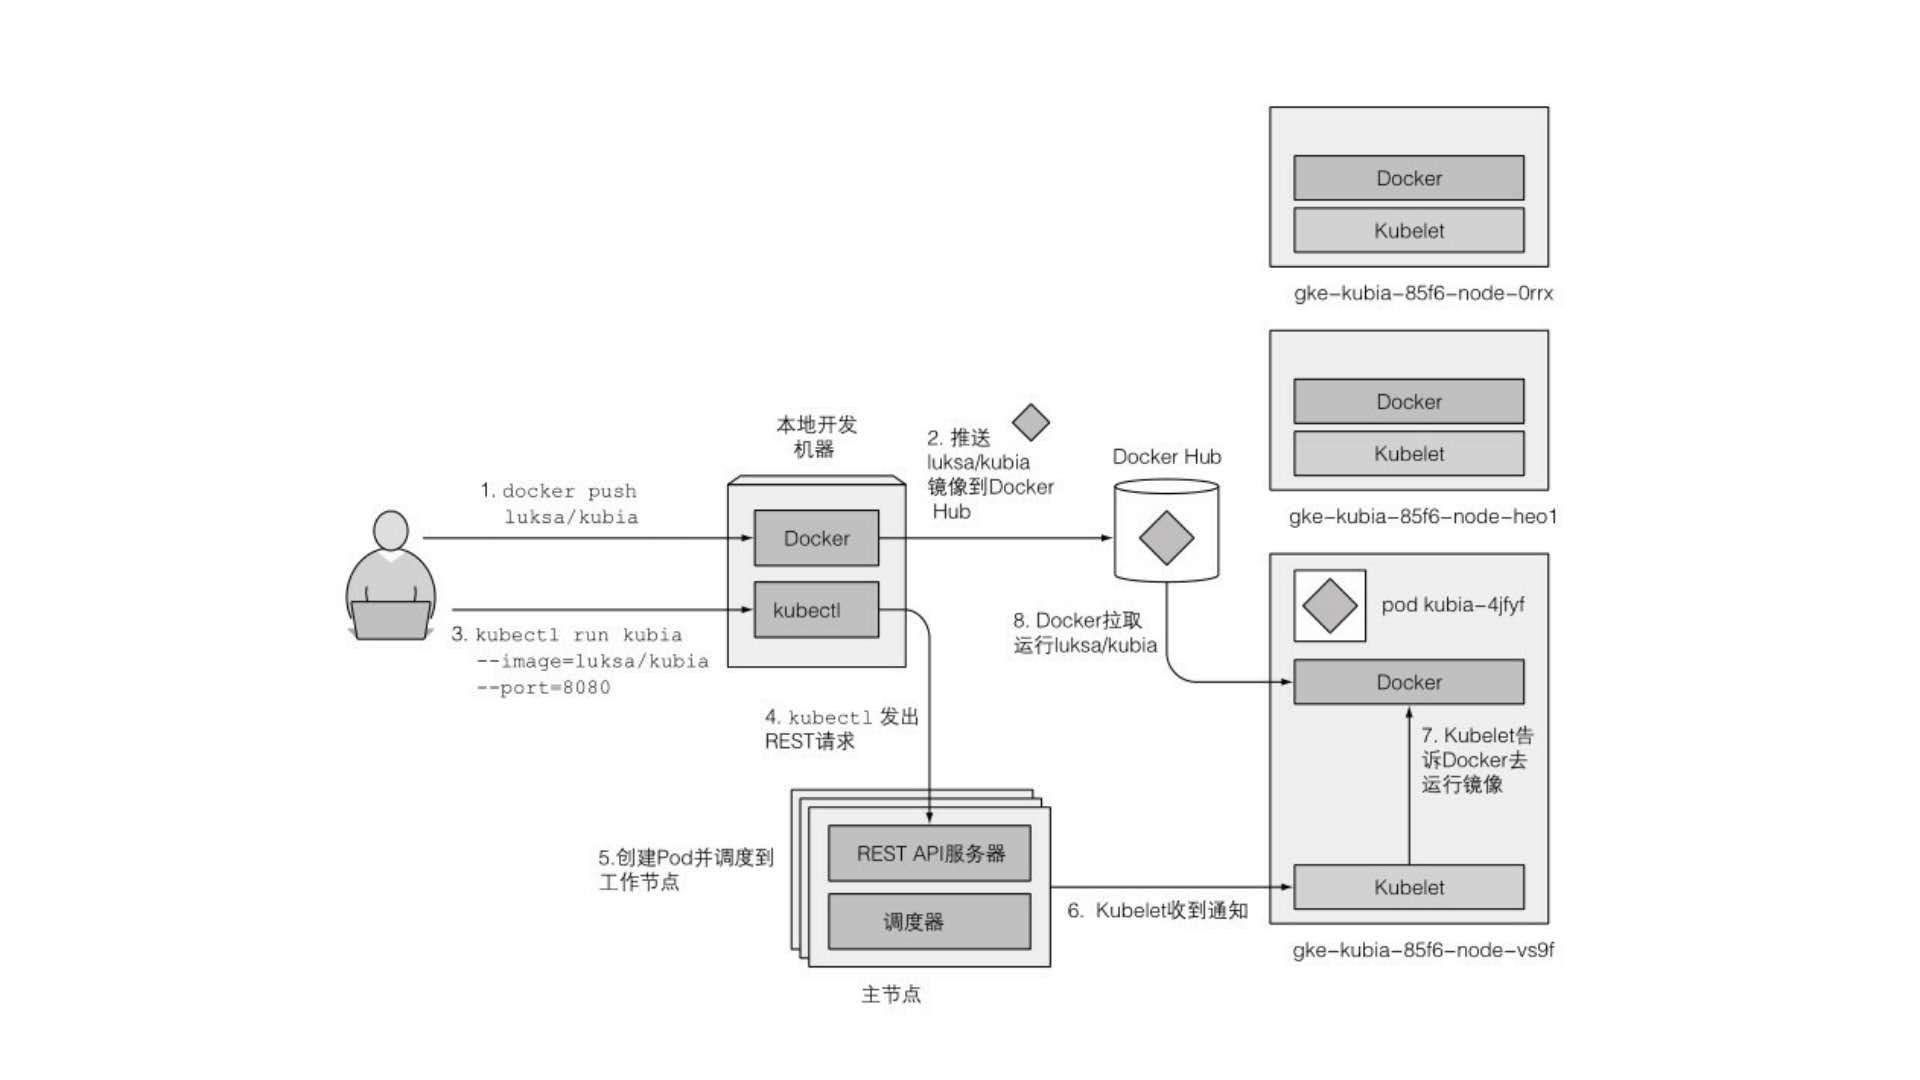 Docker
Kubelet
gke-kubia-85f6-node-0rrx
Docker
Kubelet
gke-kubia-85f6-node-heo1
本地开发
机器
1. docker push
luksa/kubia
Docker
kubectl
2. 推送
luksa/kubia
镜像到Docker
Hub
Docker Hub
3. kubectl run kubia
--image=luksa/kubia
--port=8080
4. kubectl 发出
REST请求
5.创建Pod并调度到
工作节点
REST API服务器
调度器
主节点
6. Kubelet收到通知
8. Docker拉取
运行luksa/kubia
pod kubia-4jfyf
Docker
7. Kubelet告
诉Docker去
运行镜像
Kubelet
gke-kubia-85f6-node-vs9f